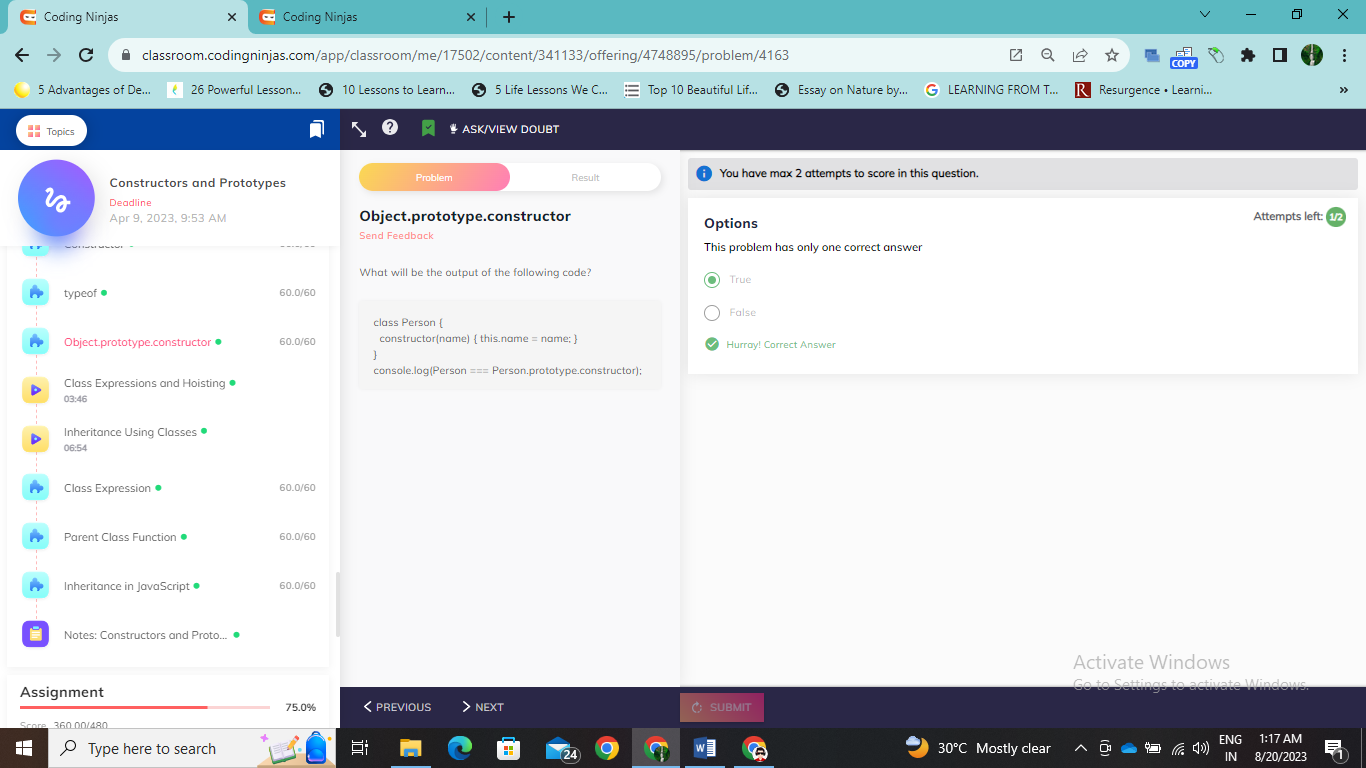 Coding Ninjas
Coding Ninjas
classroom.codingninjas.com/app/classroom/me/17502/content/341133/offering/4748895/problem/4163
COPY
5 Advantages of De...
26 Powerful Lesson...
10 Lessons to Learn...
5 Life Lessons We C...
Top 10 Beautiful Lif...
Essay on Nature by...
LEARNING FROM T...
Resurgence • Learni...
»
Topics
ASK/VIEW DOUBT
Constructors and Prototypes
Deadline
Apr 9, 2023, 9:53 AM
Constructor
typeof 60.0/60
Object.prototype.constructor 60.0/60
Class Expressions and Hoisting
03:46
Inheritance Using Classes
06:54
Class Expression 60.0/60
Parent Class Function 60.0/60
Inheritance in JavaScript 60.0/60
Notes: Constructors and Proto...
Assignment
75.0%
Score 360.00/480
Problem
Result
Object.prototype.constructor
Send Feedback
What will be the output of the following code?
class Person {
constructor(name) { this.name = name; }
}
console.log(Person === Person.prototype.constructor);
You have max 2 attempts to score in this question.
Options
Attempts left: 1/2
This problem has only one correct answer
True
False
Hurray! Correct Answer
Activate Windows
Go to Settings to activate Windows.
PREVIOUS
NEXT
SUBMIT
Type here to search
24
30°C Mostly clear
ENG
IN
1:17 AM
8/20/2023
1